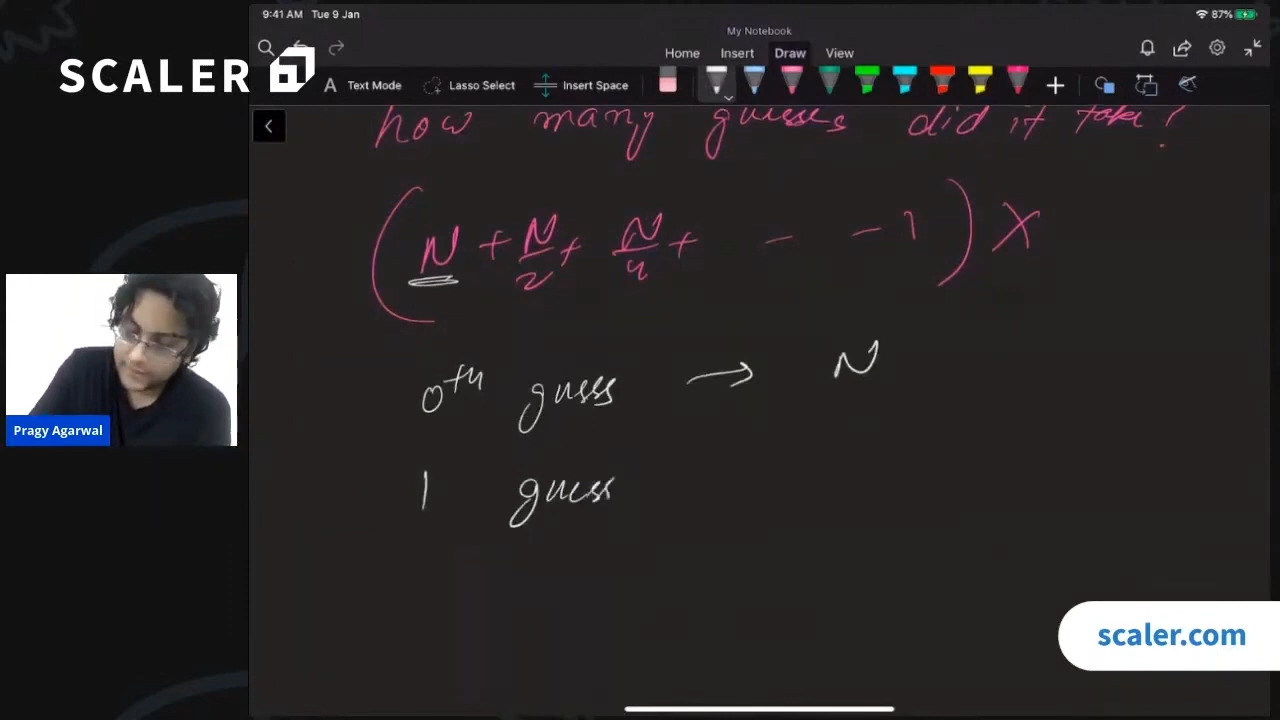 9:41 AM Tue 9 Jan 87%
My Notebook
SCALER
Home Insert Draw View
A Text Mode Lasso Select Insert Space +
how many guesses did it take?
(N + N/2 + N/4 + - - 1) X
0th guess → N
1 guess
Pragy Agarwal
scaler.com